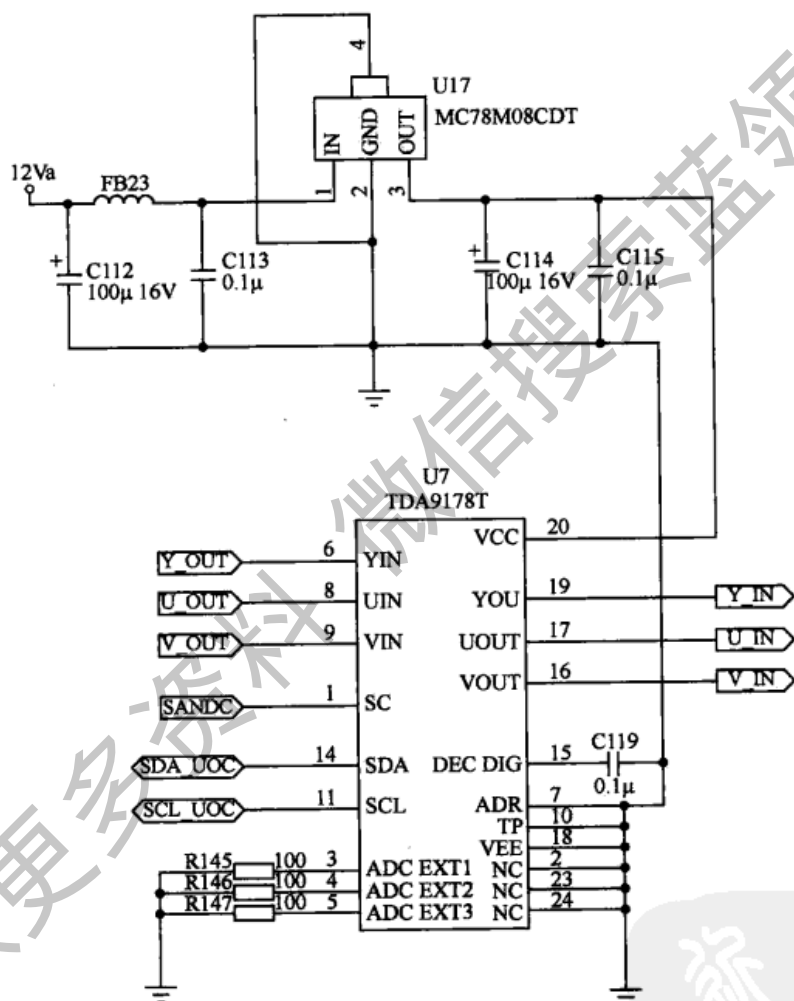 4
U17
MC78M08CDT
IN
GND
OUT
12Va
FB23
1
2
3
+
C112
100μ 16V
C113
0.1μ
+
C114
100μ 16V
C115
0.1μ
U7
TDA9178T
VCC
20
Y_OUT
6
YIN
YOU
19
Y_IN
U_OUT
8
UIN
UOUT
17
U_IN
V_OUT
9
VIN
VOUT
16
V_IN
SANDC
1
SC
SDA_UOC
14
SDA
DEC DIG
15
C119
0.1μ
SCL_UOC
11
SCL
ADR
7
TP
10
VEE
18
R145
100
3
ADC EXT1
NC
2
R146
100
4
ADC EXT2
NC
23
R147
100
5
ADC EXT3
NC
24
更多资料 微信搜索蓝领